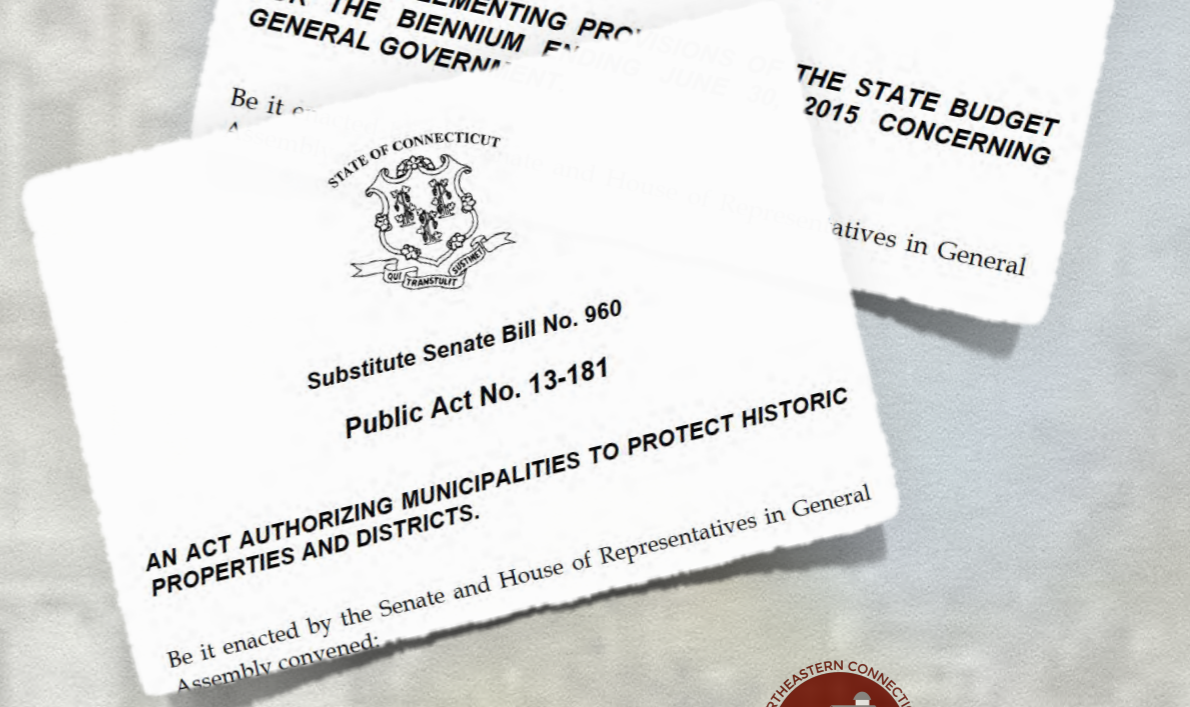 THE BIENNIUM
GENERAL
THE STATE BUDGET
2015 CONCERNING
Be it
atives in General
STATE OF CONNECTICUT
QUI TRANSTULIT SUSTINET
Substitute Senate Bill No. 960
Public Act No. 13-181
AN ACT AUTHORIZING MUNICIPALITIES TO PROTECT HISTORIC
PROPERTIES AND DISTRICTS.
Be it enacted by the Senate and House of Representatives in General
Assembly convened: